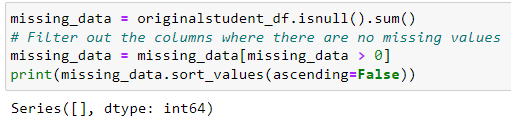 missing_data = originalstudent_df.isnull().sum()
# Filter out the columns where there are no missing values
missing_data = missing_data[missing_data > 0]
print(missing_data.sort_values(ascending=False))
Series([], dtype: int64)